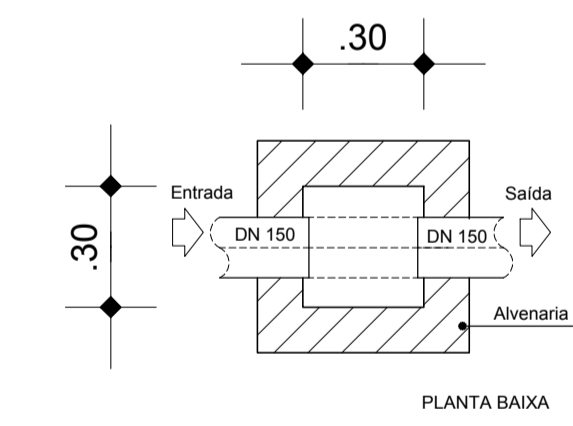 .30
Entrada
Saída
.30
DN 150
DN 150
Alvenaria
PLANTA BAIXA